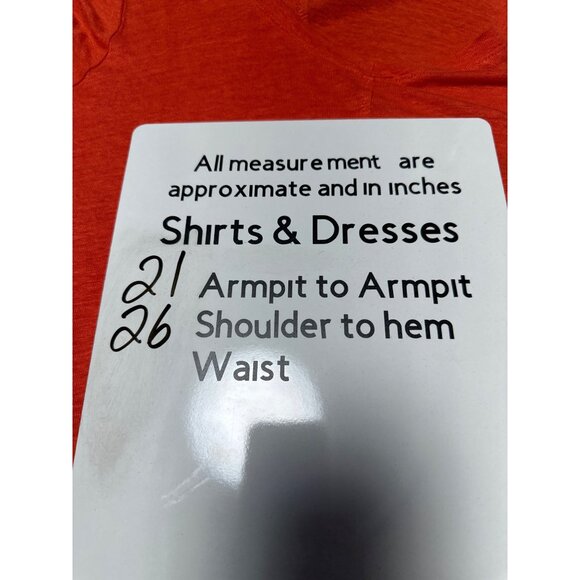 All measurement are
approximate and in inches
Shirts & Dresses
21 Armpit to Armpit
26 Shoulder to hem
Waist